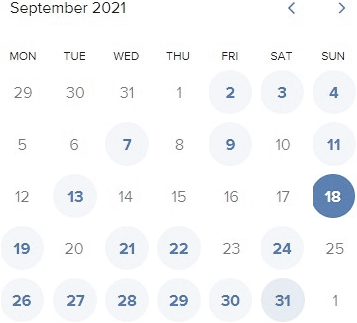 September 2021
MON TUE WED THU FRI SAT SUN
29 30 31 1 2 3 4
5 6 7 8 9 10 11
12 13 14 15 16 17 18
19 20 21 22 23 24 25
26 27 28 29 30 31 1